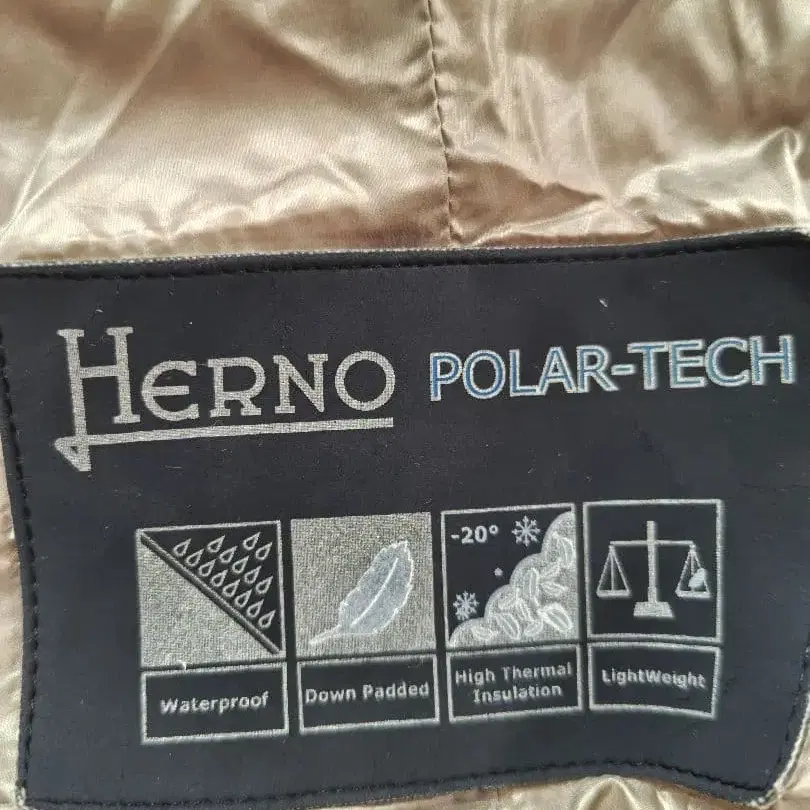 HERNO POLAR-TECH
-20°
Waterproof
Down Padded
High Thermal
Insulation
LightWeight